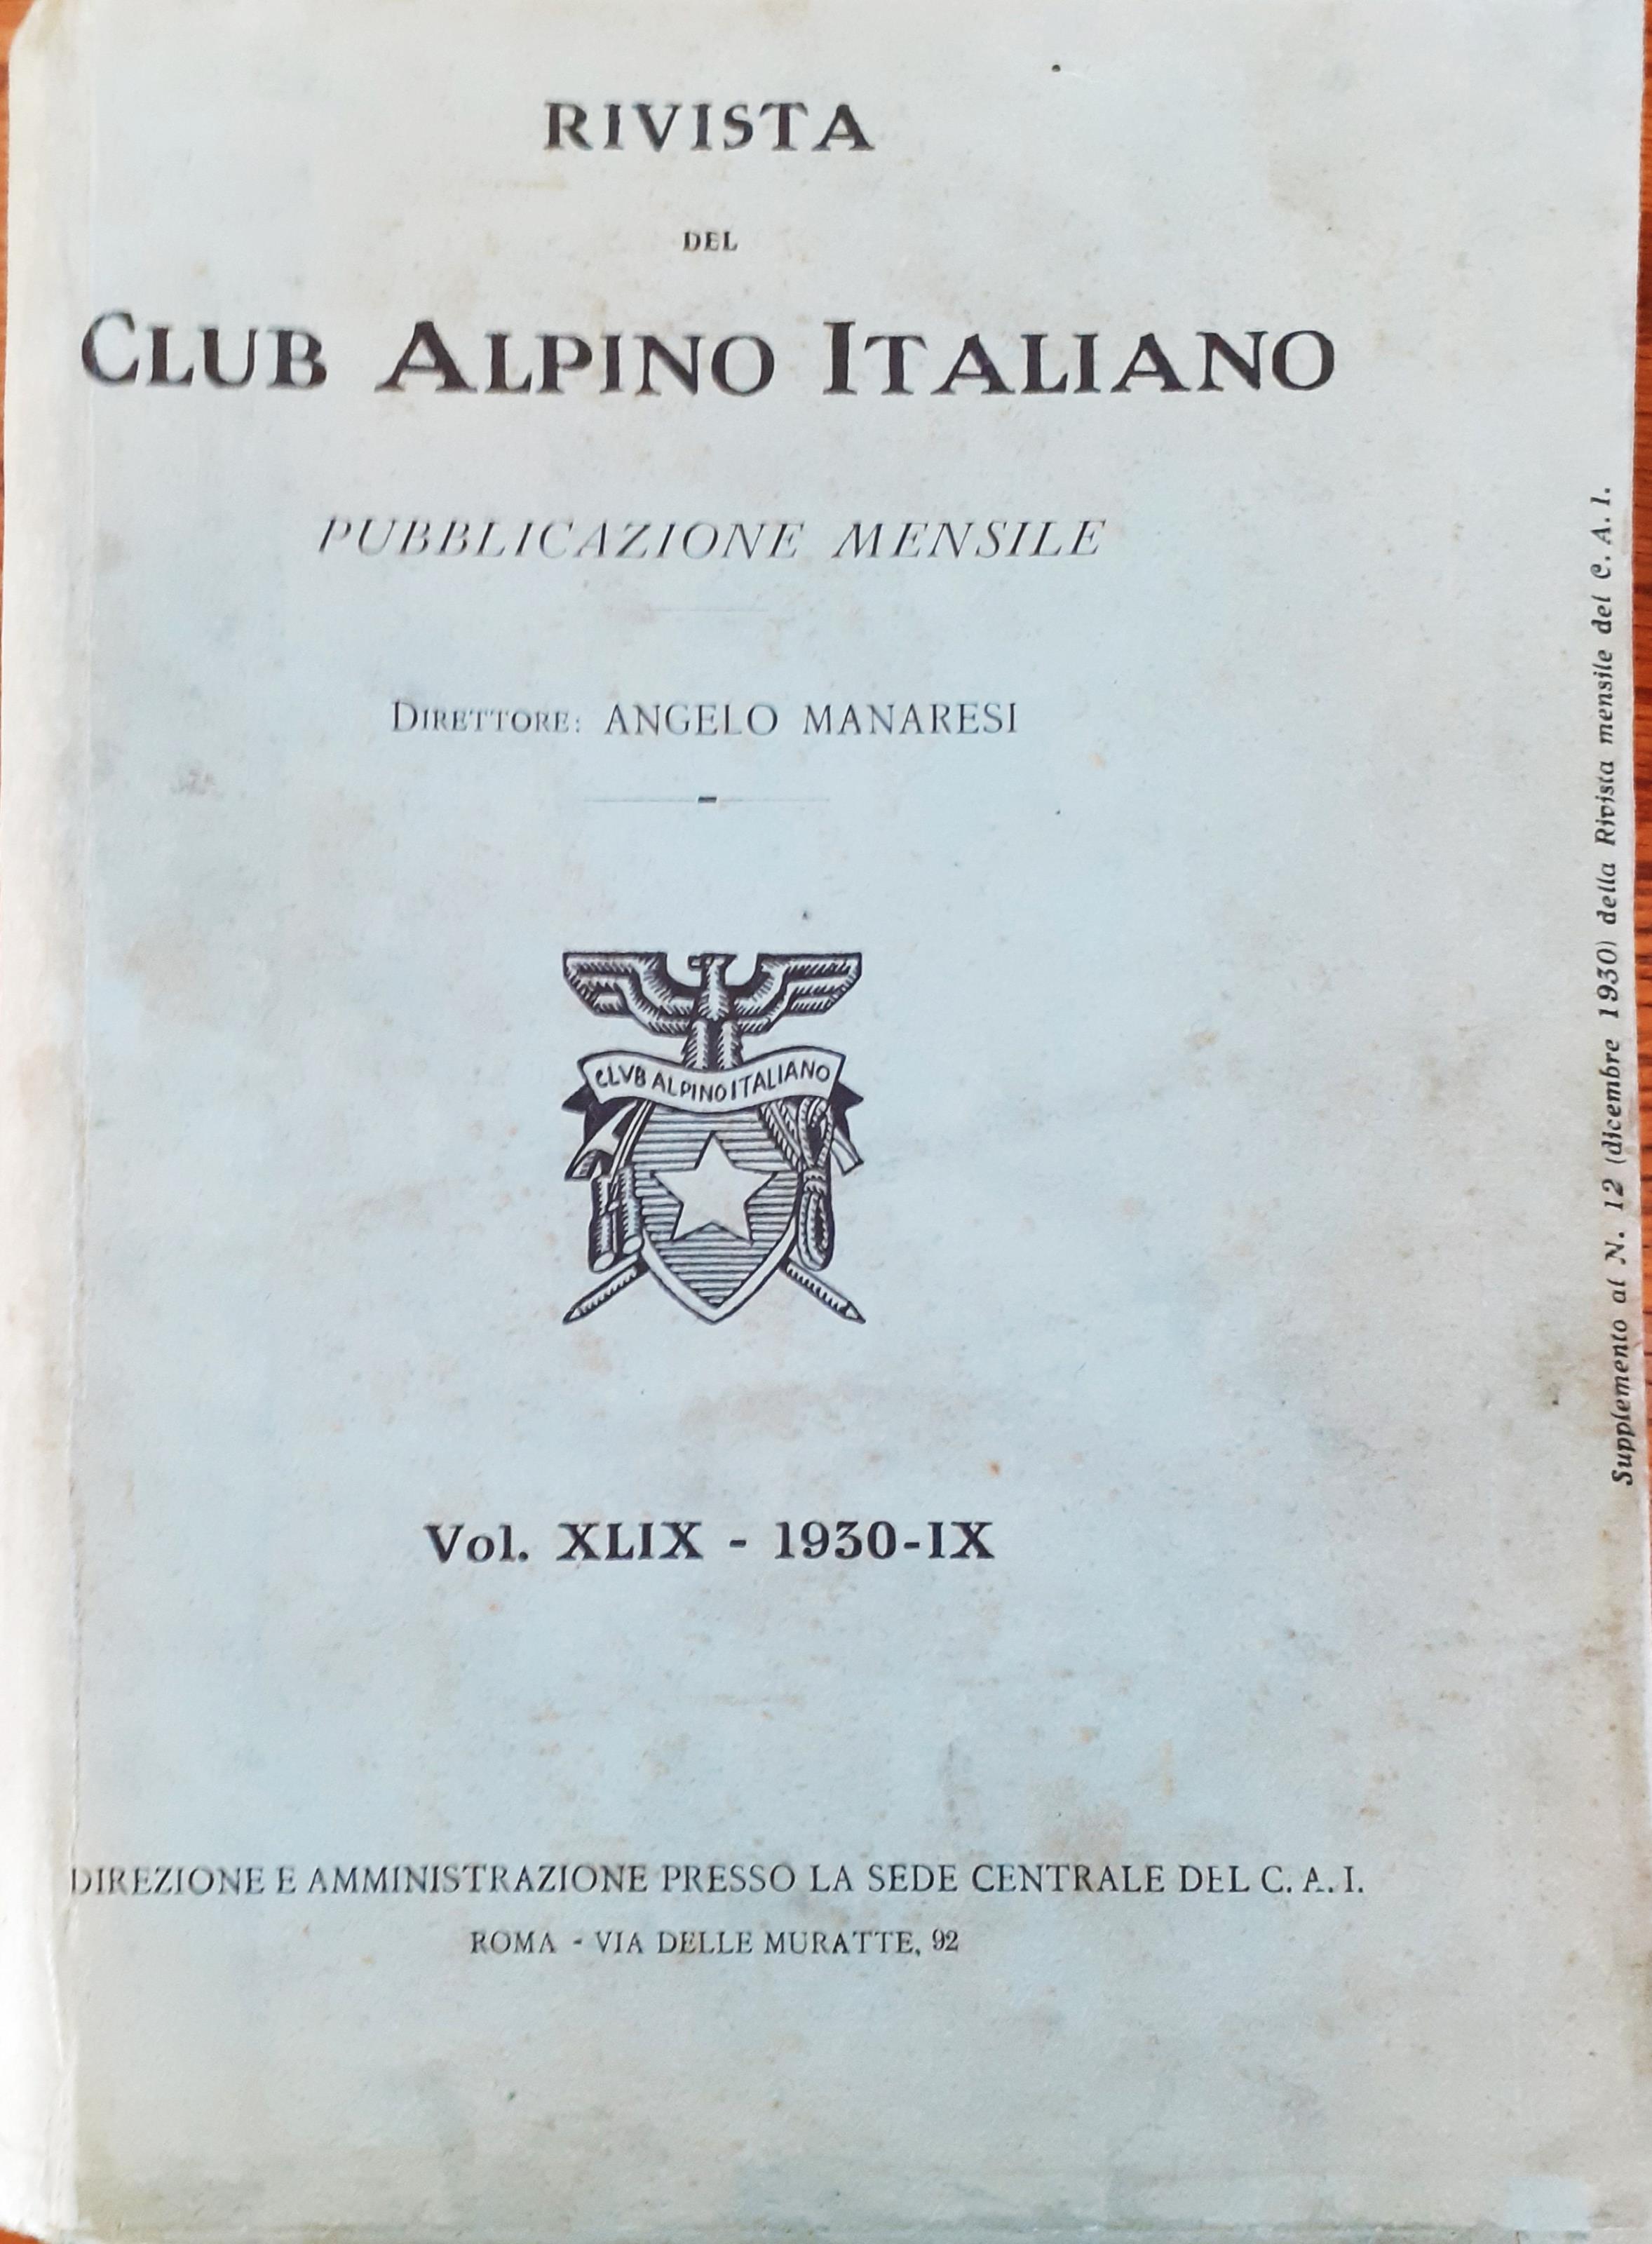 RIVISTA
DEL
CLUB ALPINO ITALIANO
PUBBLICAZIONE MENSILE
DIRETTORE: ANGELO MANARESI
CLVB ALPINO ITALIANO
Vol. XLIX - 1930-IX
DIREZIONE E AMMINISTRAZIONE PRESSO LA SEDE CENTRALE DEL C. A. I.
ROMA - VIA DELLE MURATTE, 92
Supplemento al N. 12 (dicembre 1930) della Rivista mensile del C. A. I.